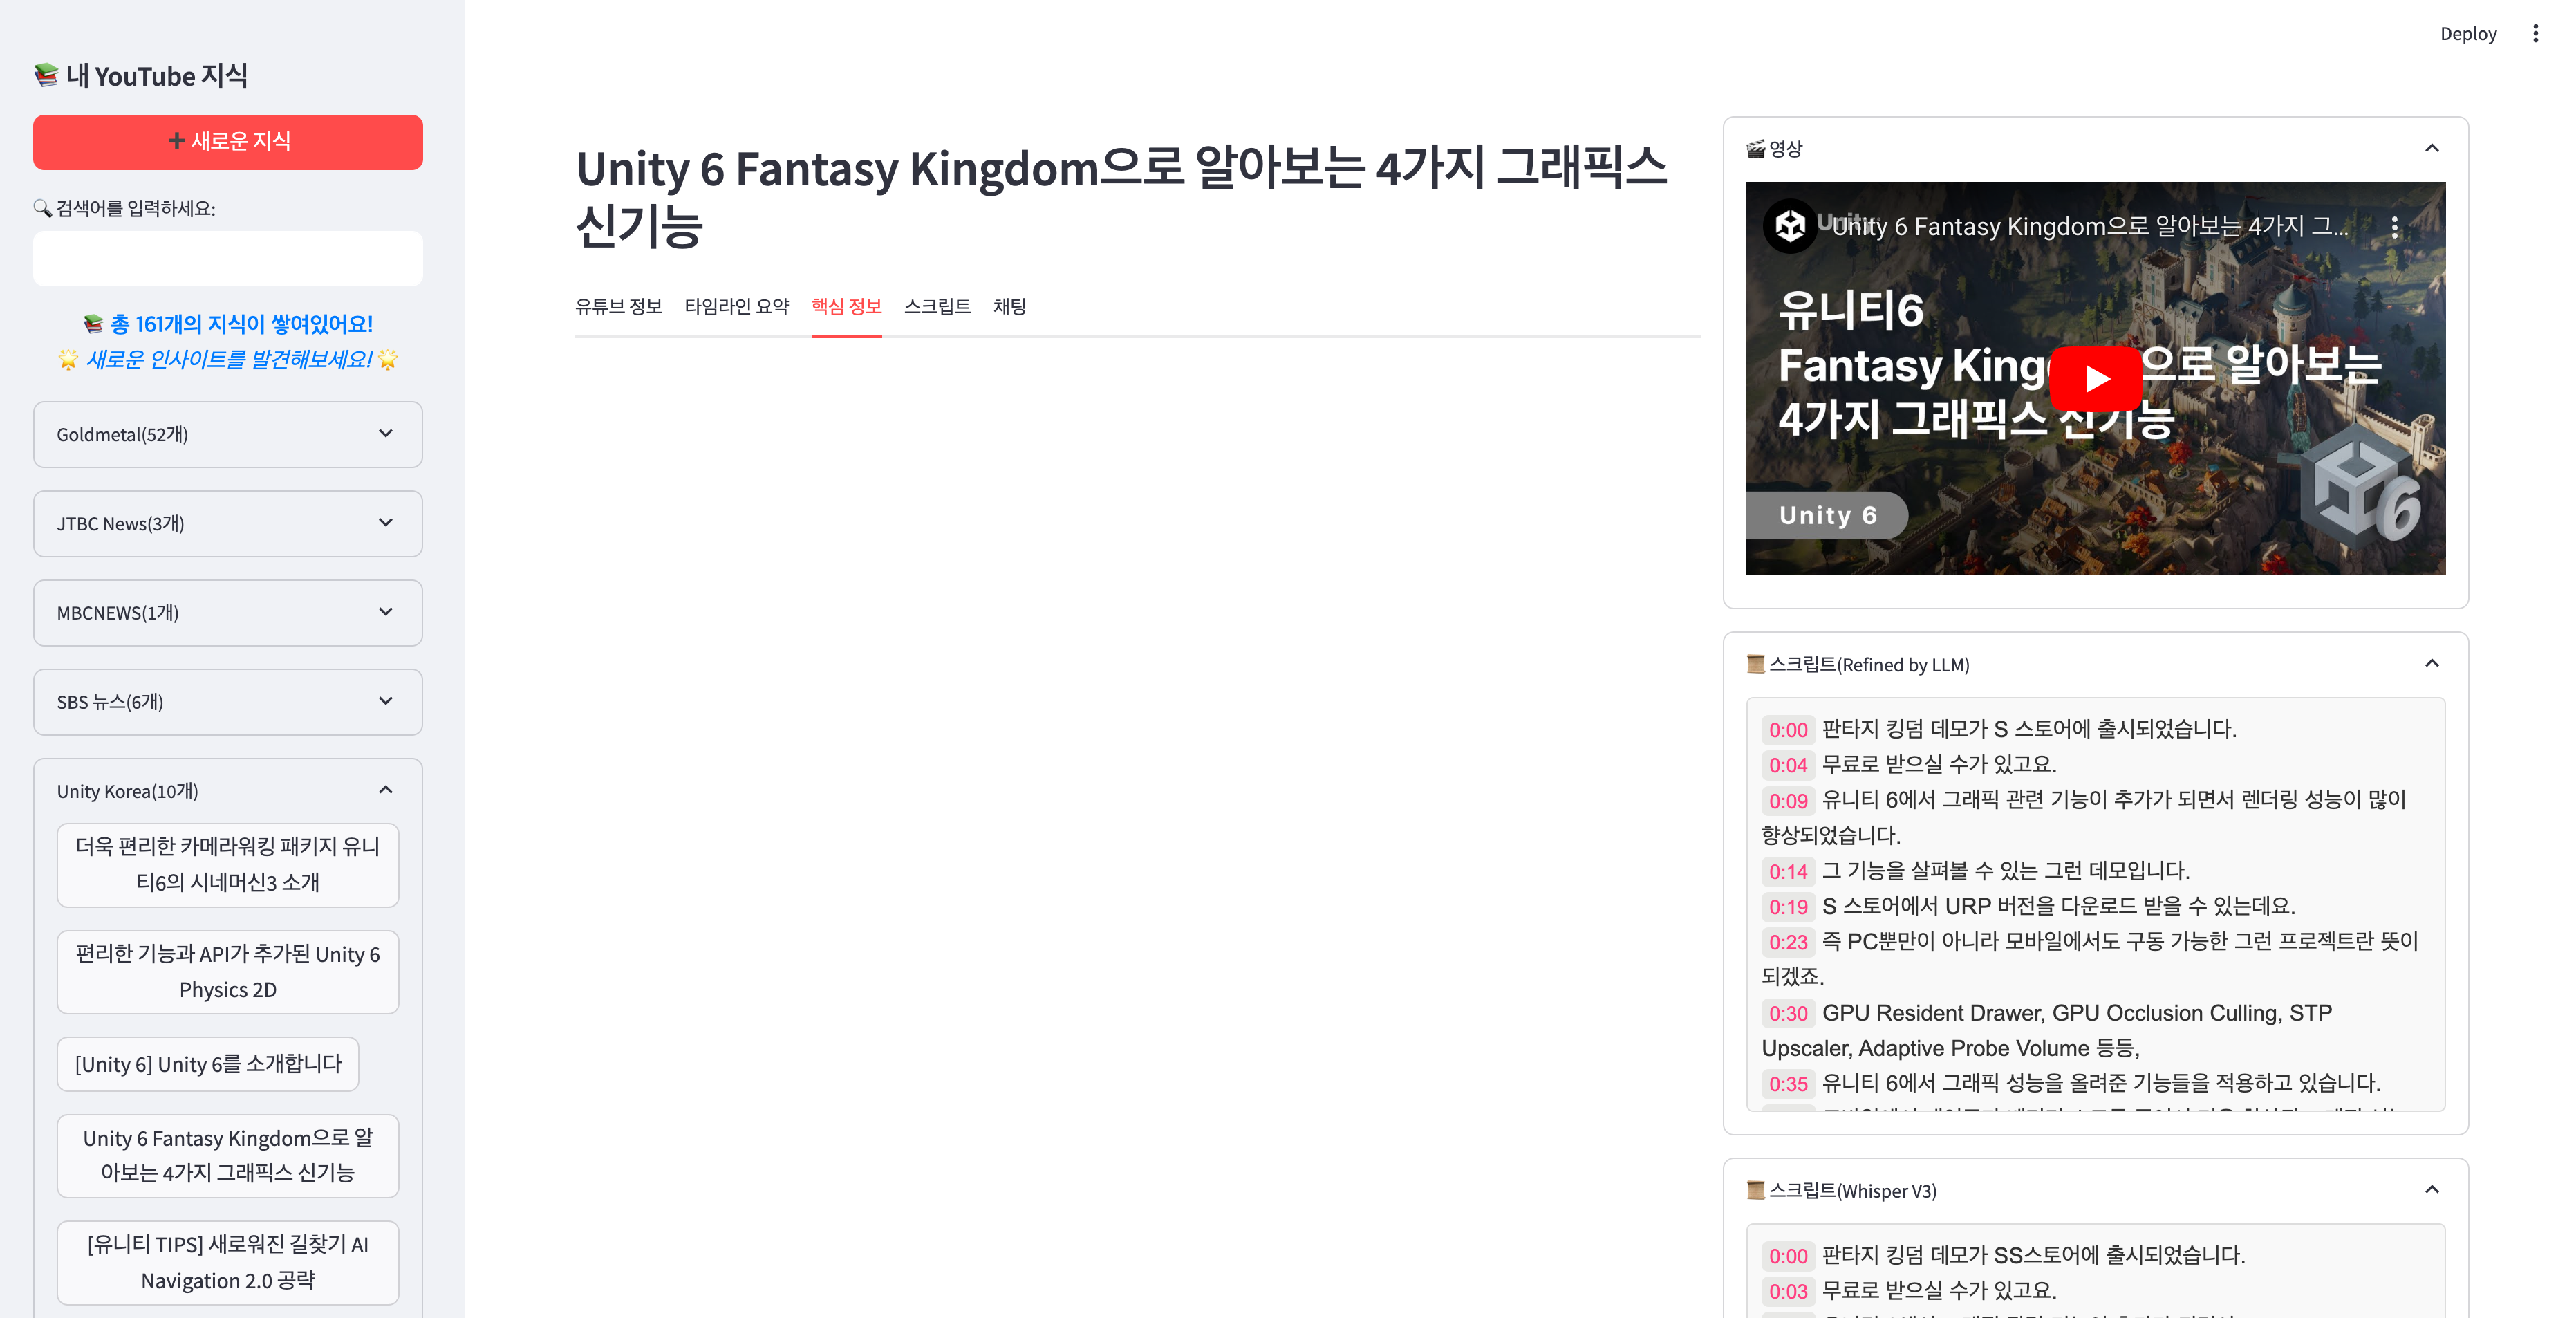 Deploy
📚 내 YouTube 지식
➕ 새로운 지식
🔍 검색어를 입력하세요:
📚 총 161개의 지식이 쌓여있어요!
🌟 새로운 인사이트를 발견해보세요! 🌟
Goldmetal(52개)
JTBC News(3개)
MBCNEWS(1개)
SBS 뉴스(6개)
Unity Korea(10개)
더욱 편리한 카메라워킹 패키지 유니
티6의 시네머신3 소개
편리한 기능과 API가 추가된 Unity 6
Physics 2D
[Unity 6] Unity 6를 소개합니다
Unity 6 Fantasy Kingdom으로 알
아보는 4가지 그래픽스 신기능
[유니티 TIPS] 새로워진 길찾기 AI
Navigation 2.0 공략
Unity 6 Fantasy Kingdom으로 알아보는 4가지 그래픽스
신기능
유튜브 정보
타임라인 요약
핵심 정보
스크립트
채팅
🎬 영상
Unity 6 Fantasy Kingdom으로 알아보는 4가지 그...
유니티6
Fantasy King 으로 알아보는
4가지 그래픽스 신기능
Unity 6
6
📜 스크립트(Refined by LLM)
0:00 판타지 킹덤 데모가 S 스토어에 출시되었습니다.
0:04 무료로 받으실 수가 있고요.
0:09 유니티 6에서 그래픽 관련 기능이 추가가 되면서 렌더링 성능이 많이
향상되었습니다.
0:14 그 기능을 살펴볼 수 있는 그런 데모입니다.
0:19 S 스토어에서 URP 버전을 다운로드 받을 수 있는데요.
0:23 즉 PC뿐만이 아니라 모바일에서도 구동 가능한 그런 프로젝트란 뜻이
되겠죠.
0:30 GPU Resident Drawer, GPU Occlusion Culling, STP
Upscaler, Adaptive Probe Volume 등등,
0:35 유니티 6에서 그래픽 성능을 올려준 기능들을 적용하고 있습니다.
📜 스크립트(Whisper V3)
0:00 판타지 킹덤 데모가 SS스토어에 출시되었습니다.
0:03 무료로 받으실 수가 있고요.